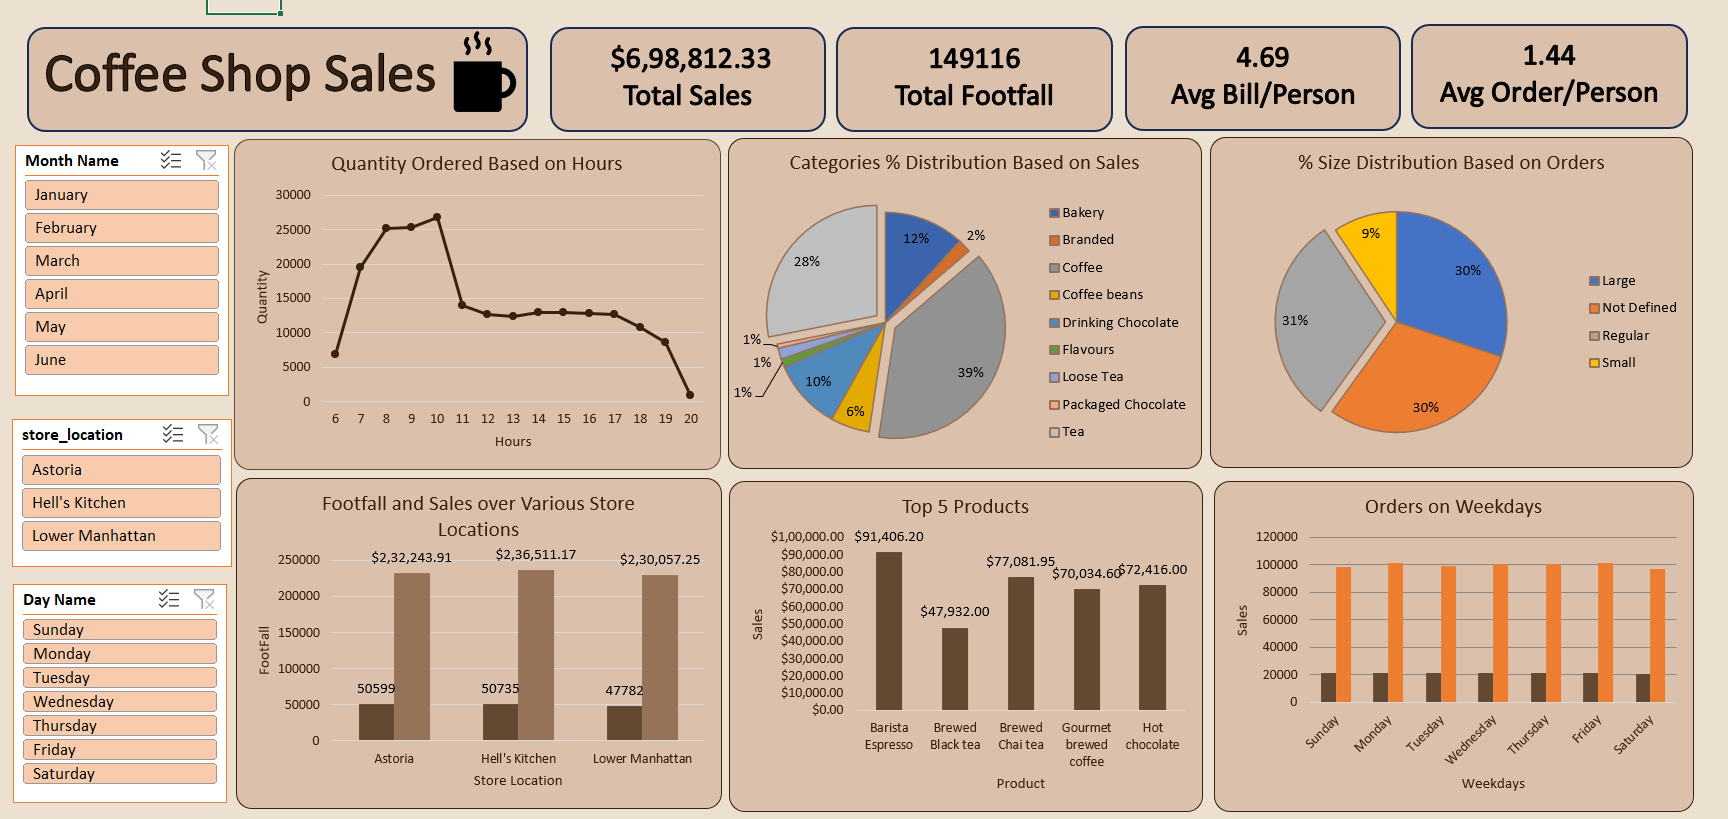 Coffee Shop Sales
$6,98,812.33
Total Sales
149116
Total Footfall
4.69
Avg Bill/Person
1.44
Avg Order/Person
Month Name
January
February
March
April
May
June
store_location
Astoria
Hell's Kitchen
Lower Manhattan
Day Name
Sunday
Monday
Tuesday
Wednesday
Thursday
Friday
Saturday
Quantity Ordered Based on Hours
30000
25000
20000
15000
10000
5000
0
Quantity
6 7 8 9 10 11 12 13 14 15 16 17 18 19 20
Hours
Categories % Distribution Based on Sales
12%
2%
39%
6%
10%
1%
1%
1%
28%
Bakery
Branded
Coffee
Coffee beans
Drinking Chocolate
Flavours
Loose Tea
Packaged Chocolate
Tea
% Size Distribution Based on Orders
30%
30%
31%
9%
Large
Not Defined
Regular
Small
Footfall and Sales over Various Store
Locations
250000
200000
150000
100000
50000
0
FootFall
$2,32,243.91 $2,36,511.17 $2,30,057.25
50599 50735 47782
Astoria Hell's Kitchen Lower Manhattan
Store Location
Top 5 Products
$1,00,000.00
$90,000.00
$80,000.00
$70,000.00
$60,000.00
$50,000.00
$40,000.00
$30,000.00
$20,000.00
$10,000.00
$0.00
Sales
$91,406.20
$47,932.00
$77,081.95
$70,034.60
$72,416.00
Barista
Espresso
Brewed
Black tea
Brewed
Chai tea
Gourmet
brewed
coffee
Hot
chocolate
Product
Orders on Weekdays
120000
100000
80000
60000
40000
20000
0
Sales
Sunday
Monday
Tuesday
Wednesday
Thursday
Friday
Saturday
Weekdays